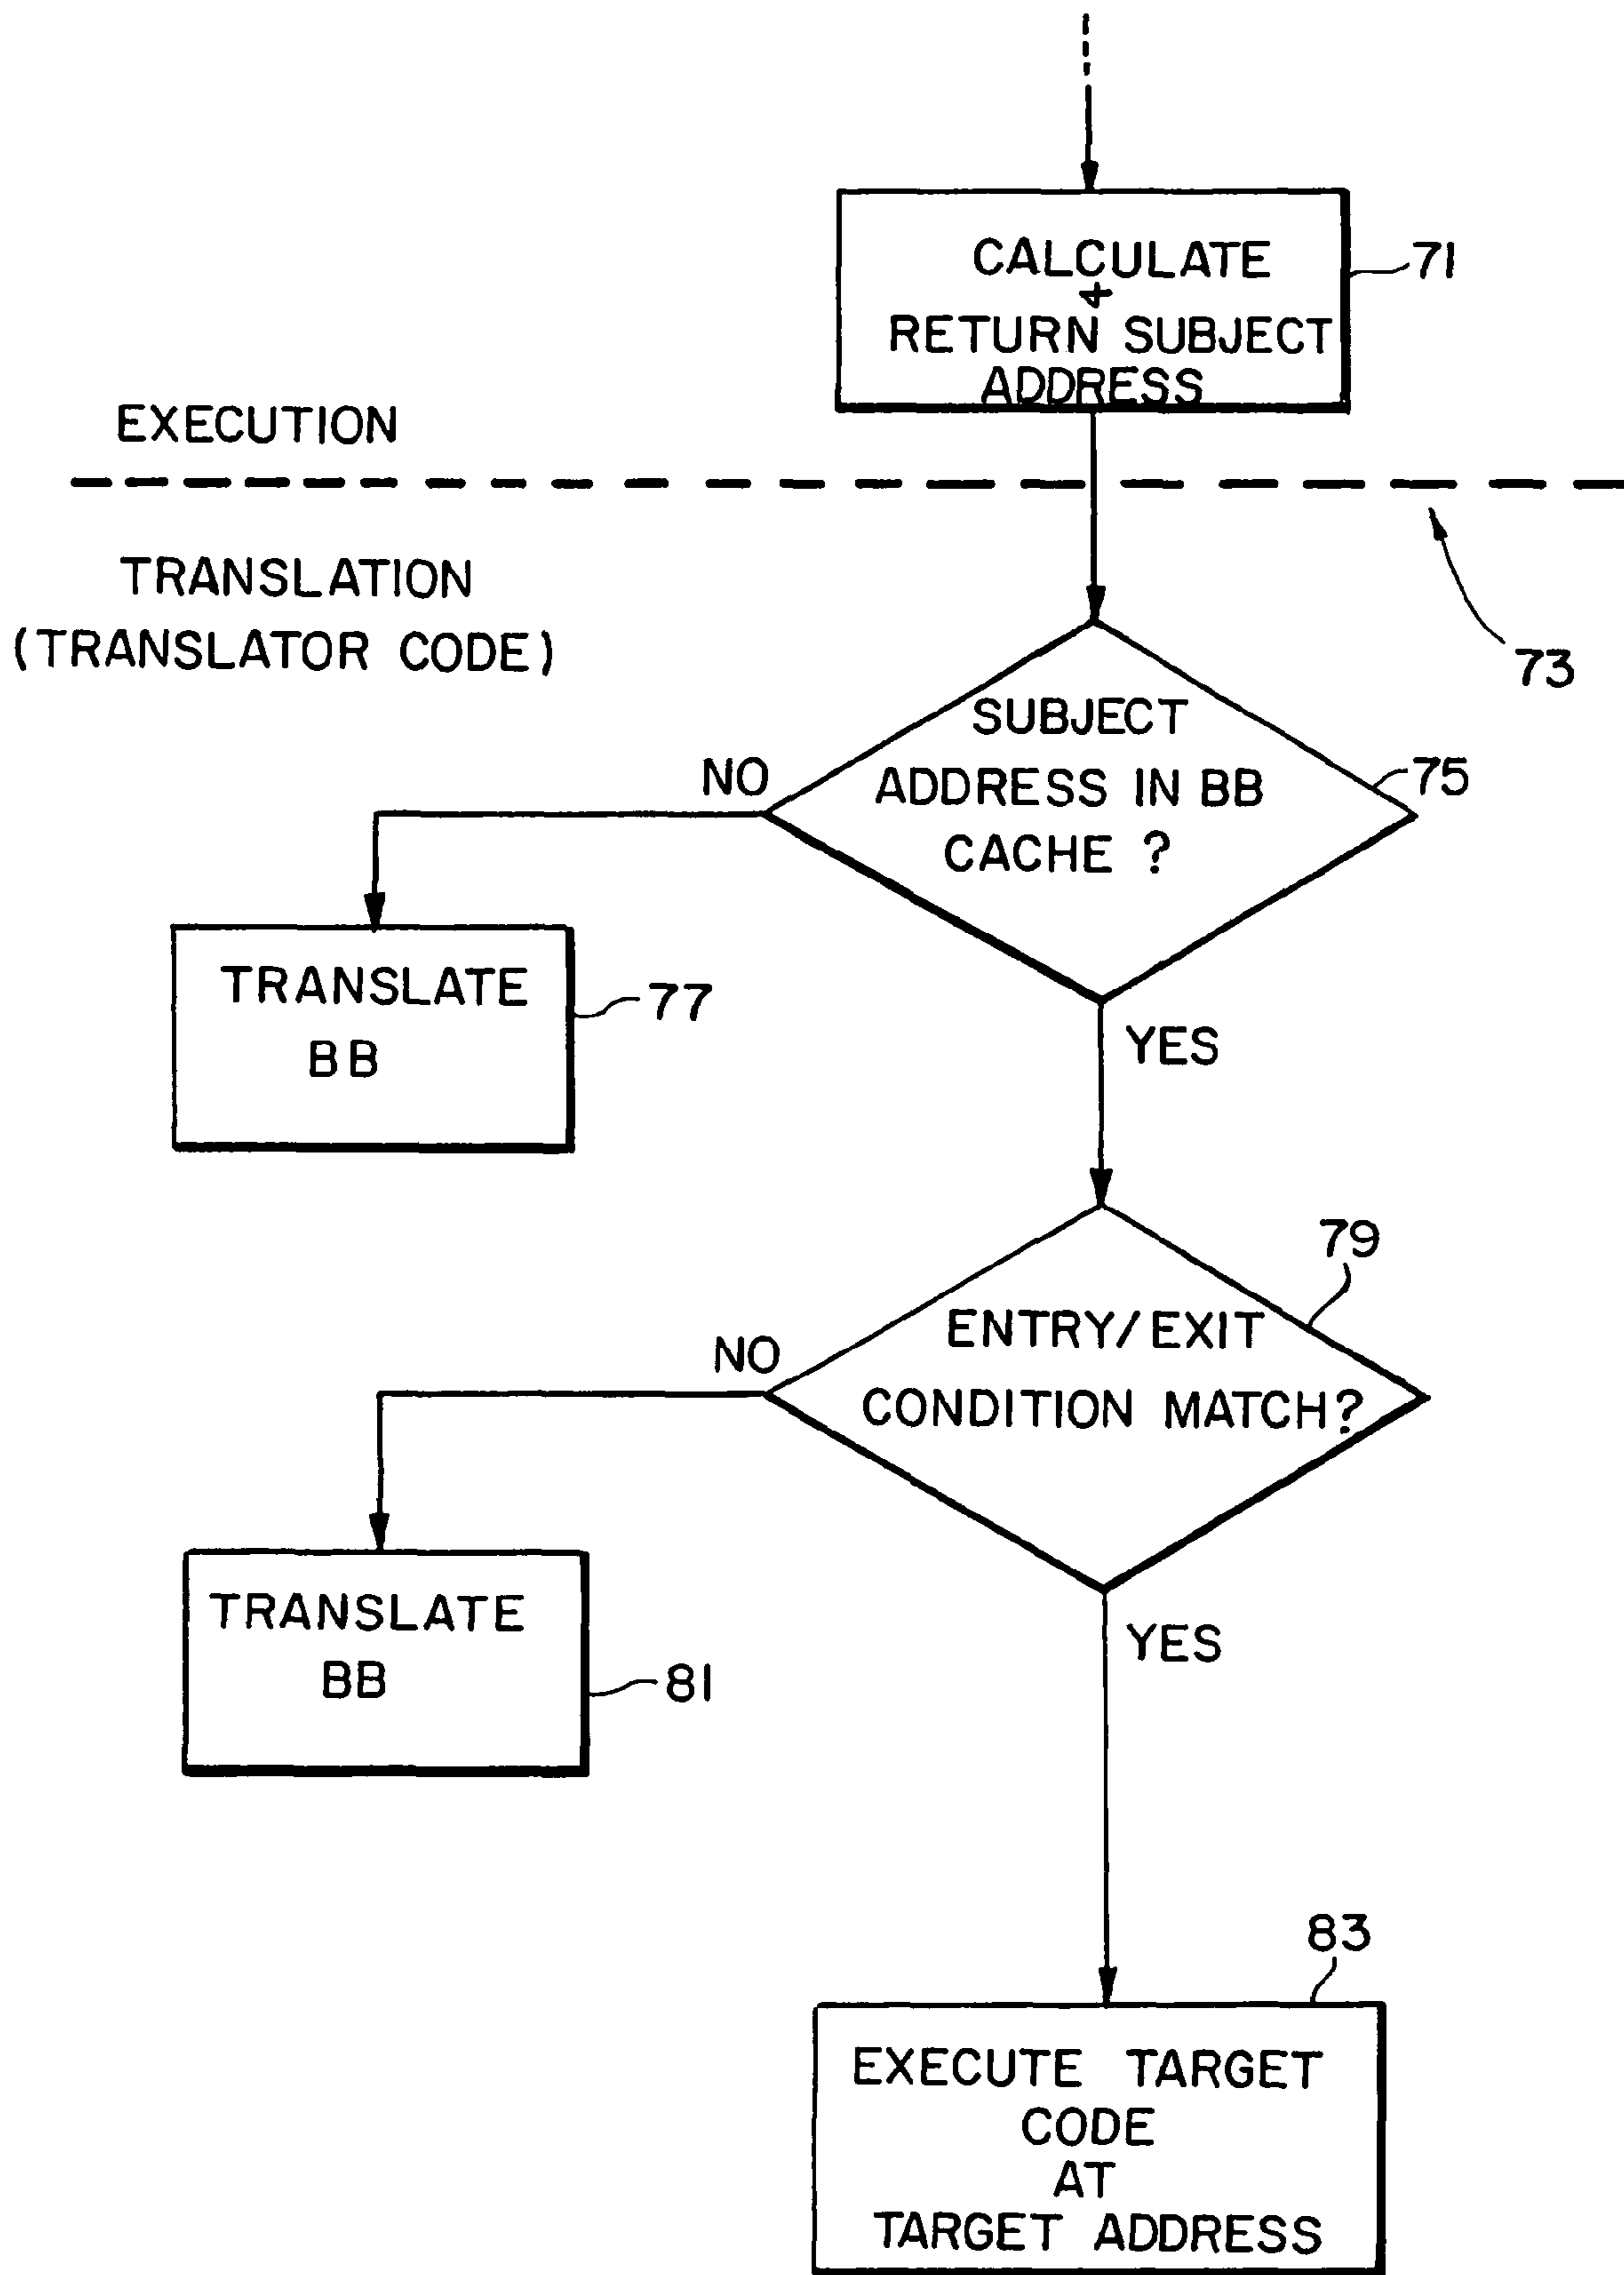 CALCULATE
&
RETURN SUBJECT
ADDRESS
71
EXECUTION
TRANSLATION
(TRANSLATOR CODE)
73
SUBJECT
ADDRESS IN BB
CACHE ?
75
NO
TRANSLATE
BB
77
YES
79
ENTRY/EXIT
CONDITION MATCH?
NO
TRANSLATE
BB
81
YES
83
EXECUTE TARGET
CODE
AT
TARGET ADDRESS